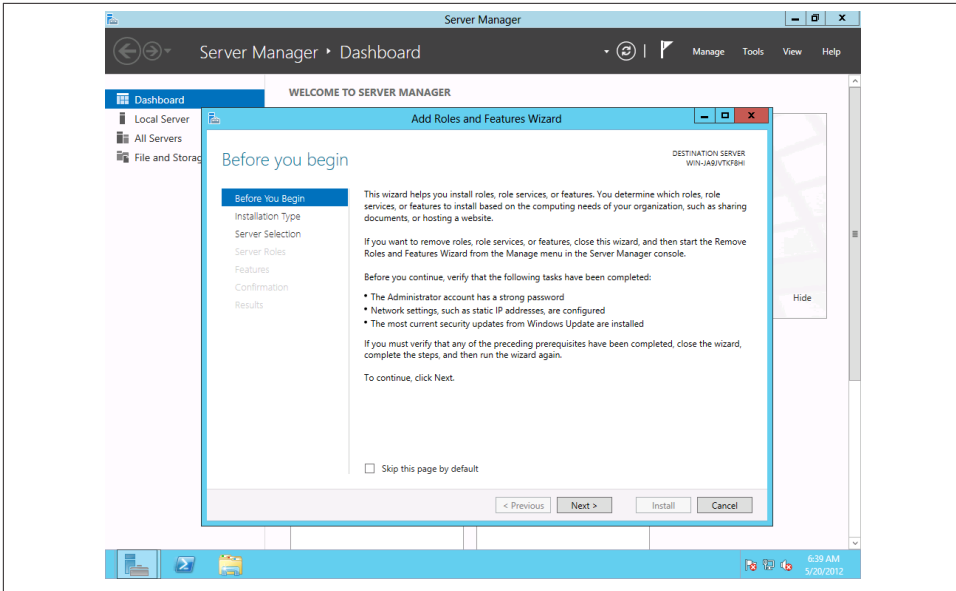 Server Manager
Server Manager ‣ Dashboard
Manage Tools View Help
WELCOME TO SERVER MANAGER
Dashboard
Local Server
All Servers
File and Storag
Hide
Add Roles and Features Wizard
Before you begin
DESTINATION SERVER
WIN-JA9JVTKF8HI
Before You Begin
Installation Type
Server Selection
Server Roles
Features
Confirmation
Results
This wizard helps you install roles, role services, or features. You determine which roles, role
services, or features to install based on the computing needs of your organization, such as sharing
documents, or hosting a website.
If you want to remove roles, role services, or features, close this wizard, and then start the Remove
Roles and Features Wizard from the Manage menu in the Server Manager console.
Before you continue, verify that the following tasks have been completed:
• The Administrator account has a strong password
• Network settings, such as static IP addresses, are configured
• The most current security updates from Windows Update are installed
If you must verify that any of the preceding prerequisites have been completed, close the wizard,
complete the steps, and then run the wizard again.
To continue, click Next.
Skip this page by default
< Previous Next > Install Cancel
6:39 AM
5/20/2012